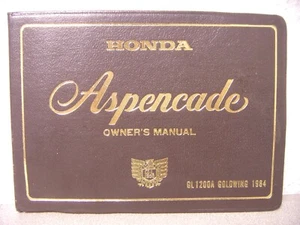 HONDA
Aspencade
OWNER'S MANUAL
GL1200A GOLDWING 1984